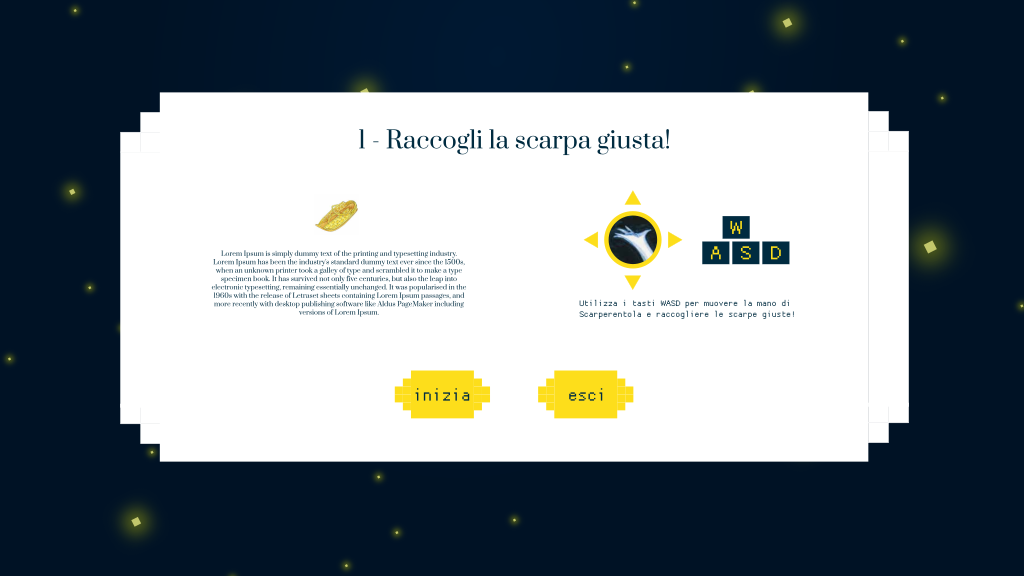 1 - Raccogli la scarpa giusta!
Lorem Ipsum is simply dummy text of the printing and typesetting industry.
Lorem Ipsum has been the industry's standard dummy text ever since the 1500s,
when an unknown printer took a galley of type and scrambled it to make a type
specimen book. It has survived not only five centuries, but also the leap into
electronic typesetting, remaining essentially unchanged. It was popularised in the
1960s with the release of Letraset sheets containing Lorem Ipsum passages, and
more recently with desktop publishing software like Aldus PageMaker including
versions of Lorem Ipsum.
W
A S D
Utilizza i tasti WASD per muovere la mano di
Scarperentola e raccogliere le scarpe giuste!
inizia
esci